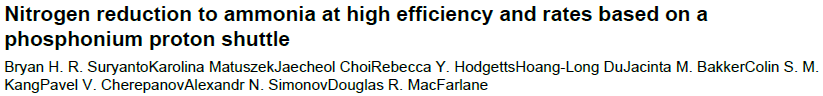 Nitrogen reduction to ammonia at high efficiency and rates based on a
phosphonium proton shuttle
Bryan H. R. SuryantoKarolina MatuszekJaecheol ChoiRebecca Y. HodgettsHoang-Long DuJacinta M. BakkerColin S. M.
KangPavel V. CherepanovAlexandr N. SimonovDouglas R. MacFarlane